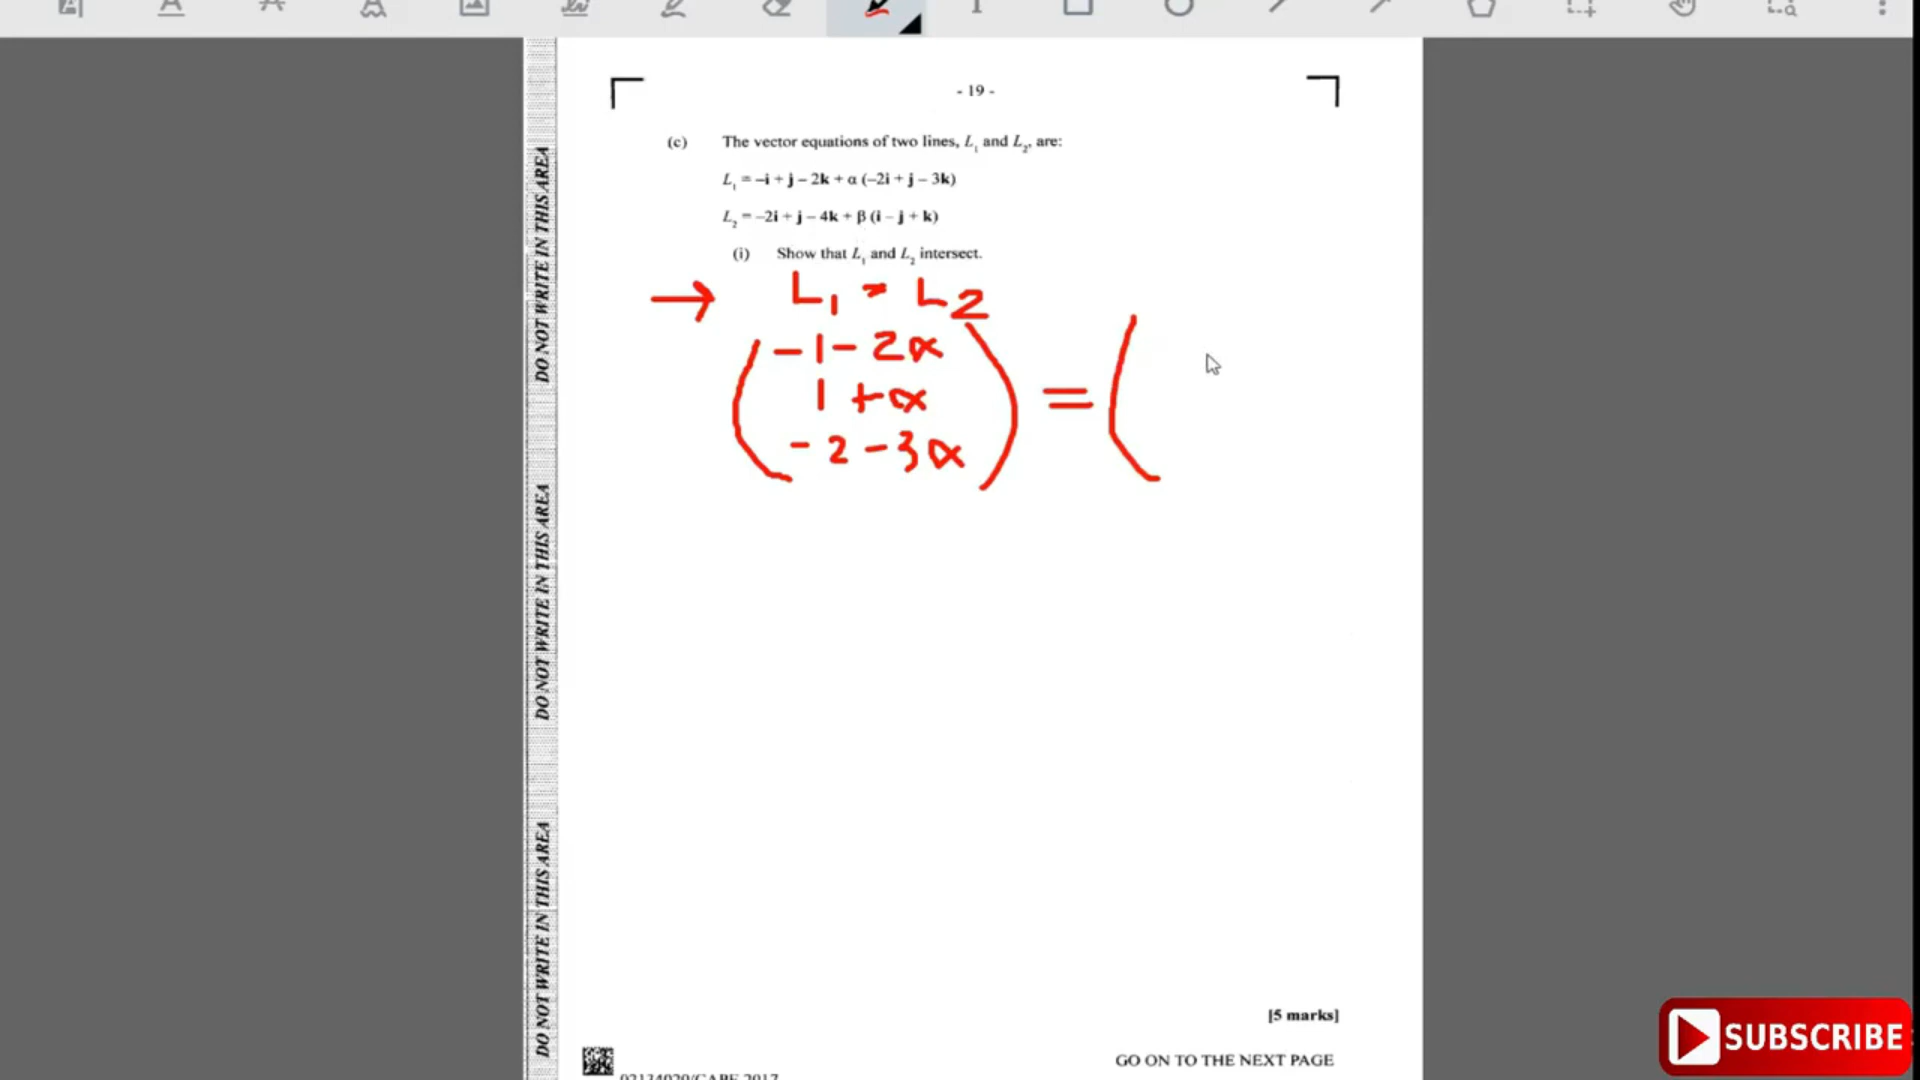 - 19 -
(c) The vector equations of two lines, L₁ and L₂, are:
L₁ = –i + j – 2k + α (–2i + j – 3k)
L₂ = –2i + j – 4k + β (i – j + k)
(i) Show that L₁ and L₂ intersect.
→ L₁ = L₂
( -1 - 2α
1 + α
- 2 - 3α ) = (
[5 marks]
GO ON TO THE NEXT PAGE
02134020/CAPE 2017
DO NOT WRITE IN THIS AREA
DO NOT WRITE IN THIS AREA
DO NOT WRITE IN THIS AREA
SUBSCRIBE